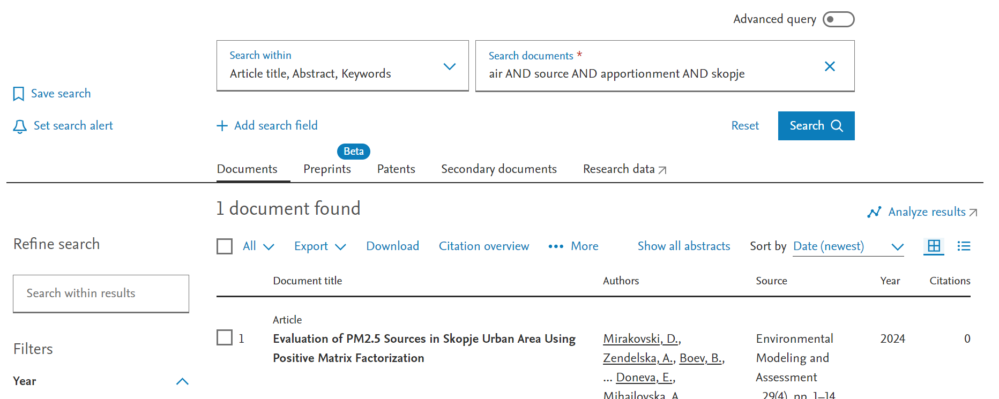 Advanced query
Search within
Article title, Abstract, Keywords
Search documents *
air AND source AND apportionment AND skopje
Save search
Set search alert
Add search field
Reset
Search
Beta
Documents
Preprints
Patents
Secondary documents
Research data
1 document found
Analyze results
Refine search
Search within results
Filters
Year
All
Export
Download
Citation overview
More
Show all abstracts
Sort by
Date (newest)
Document title
Authors
Source
Year
Citations
Article
1
Evaluation of PM2.5 Sources in Skopje Urban Area Using
Positive Matrix Factorization
Mirakovski, D.,
Zendelska, A., Boev, B.,
... Doneva, E.,
Mihailovska, A.
Environmental
Modeling and
Assessment
29(4), pp. 1–14
2024
0